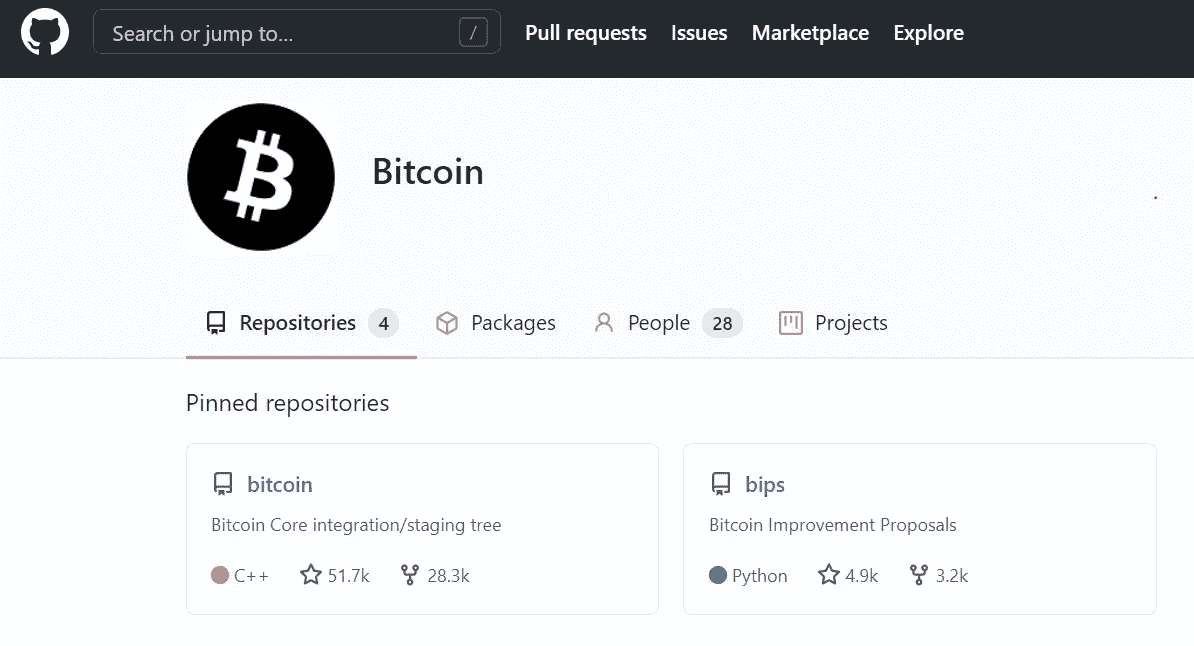 Search or jump to... / Pull requests Issues Marketplace Explore
Bitcoin
Repositories 4 Packages People 28 Projects
Pinned repositories
bitcoin
Bitcoin Core integration/staging tree
C++ 51.7k 28.3k
bips
Bitcoin Improvement Proposals
Python 4.9k 3.2k